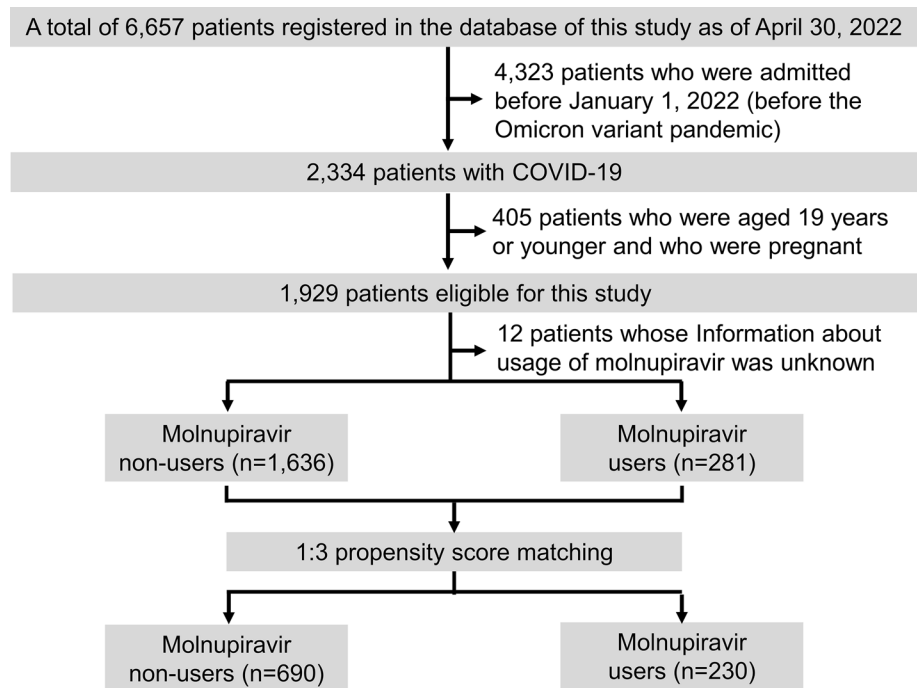 A total of 6,657 patients registered in the database of this study as of April 30, 2022
4,323 patients who were admitted
before January 1, 2022 (before the
Omicron variant pandemic)
2,334 patients with COVID-19
405 patients who were aged 19 years
or younger and who were pregnant
1,929 patients eligible for this study
12 patients whose Information about
usage of molnupiravir was unknown
Molnupiravir
non-users (n=1,636)
Molnupiravir
users (n=281)
1:3 propensity score matching
Molnupiravir
non-users (n=690)
Molnupiravir
users (n=230)